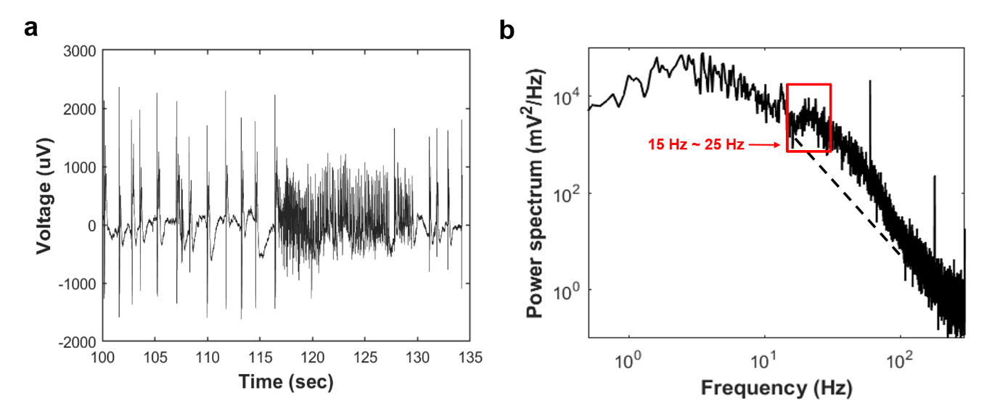 a
b
3000
2000
1000
0
-1000
-2000
Voltage (uV)
100 105 110 115 120 125 130 135
Time (sec)
10^4
10^2
10^0
Power spectrum (mV^2/Hz)
15 Hz ~ 25 Hz
10^0 10^1 10^2
Frequency (Hz)